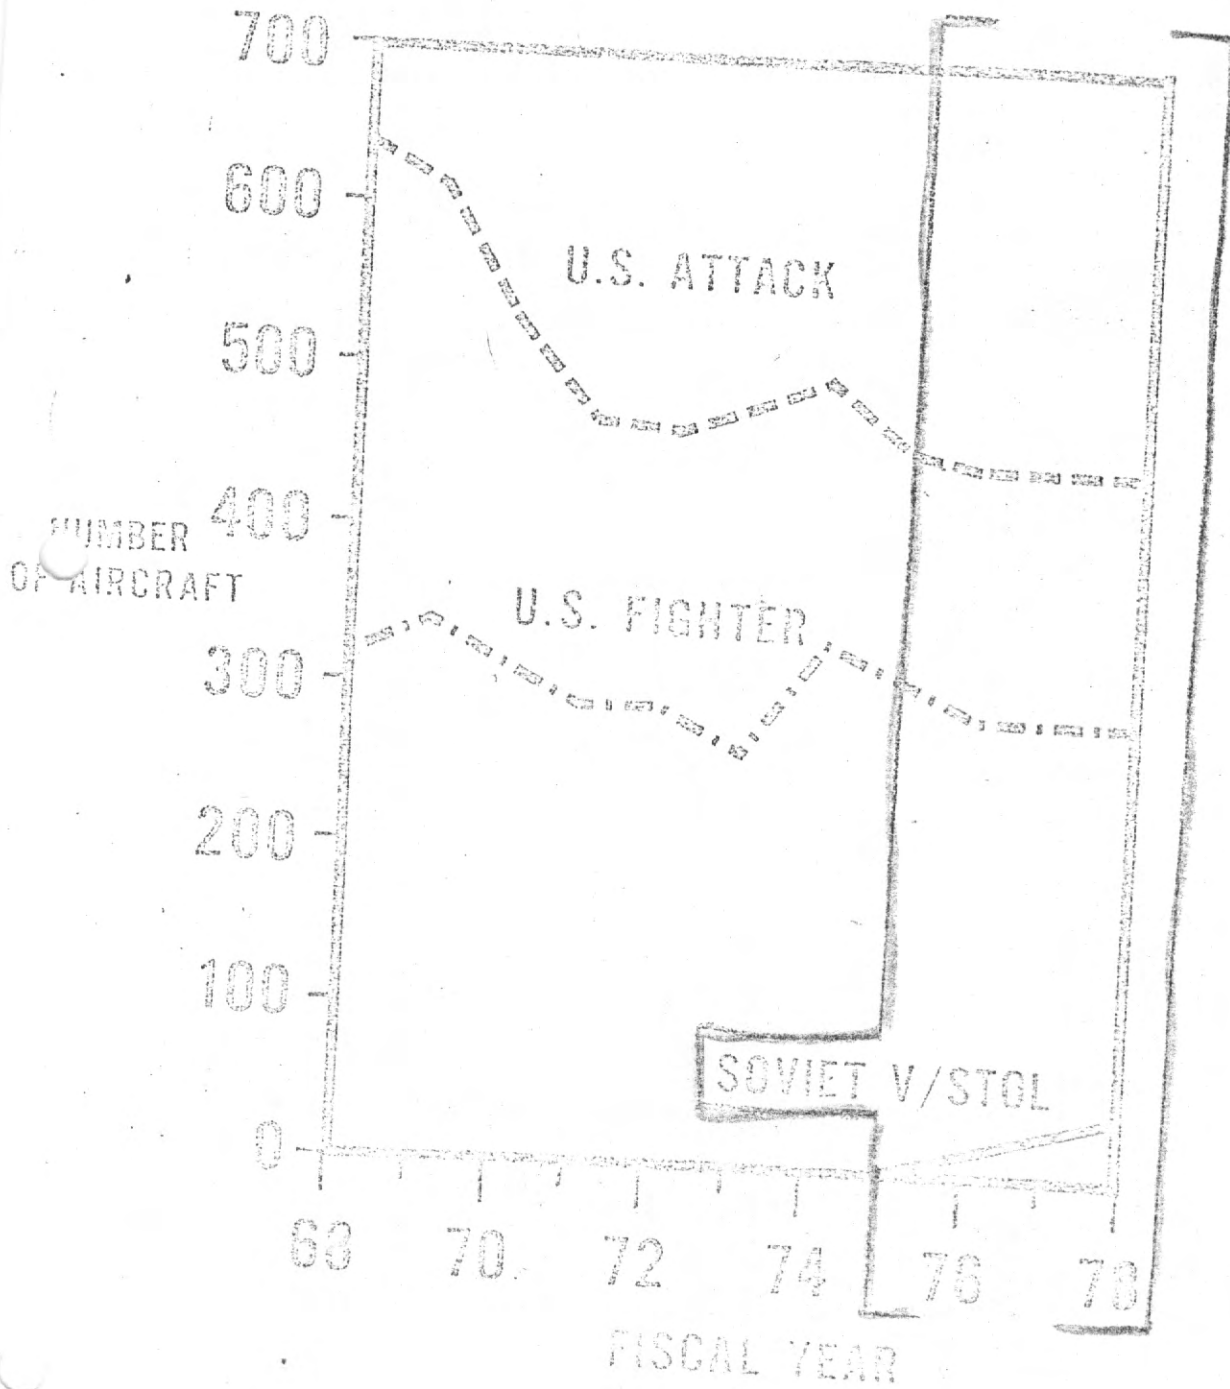 700
600
U.S. ATTACK
500
400
NUMBER
OF AIRCRAFT
U.S. FIGHTER
300
200
100
SOVIET V/STOL
0
68 70 72 74 76 78
FISCAL YEAR